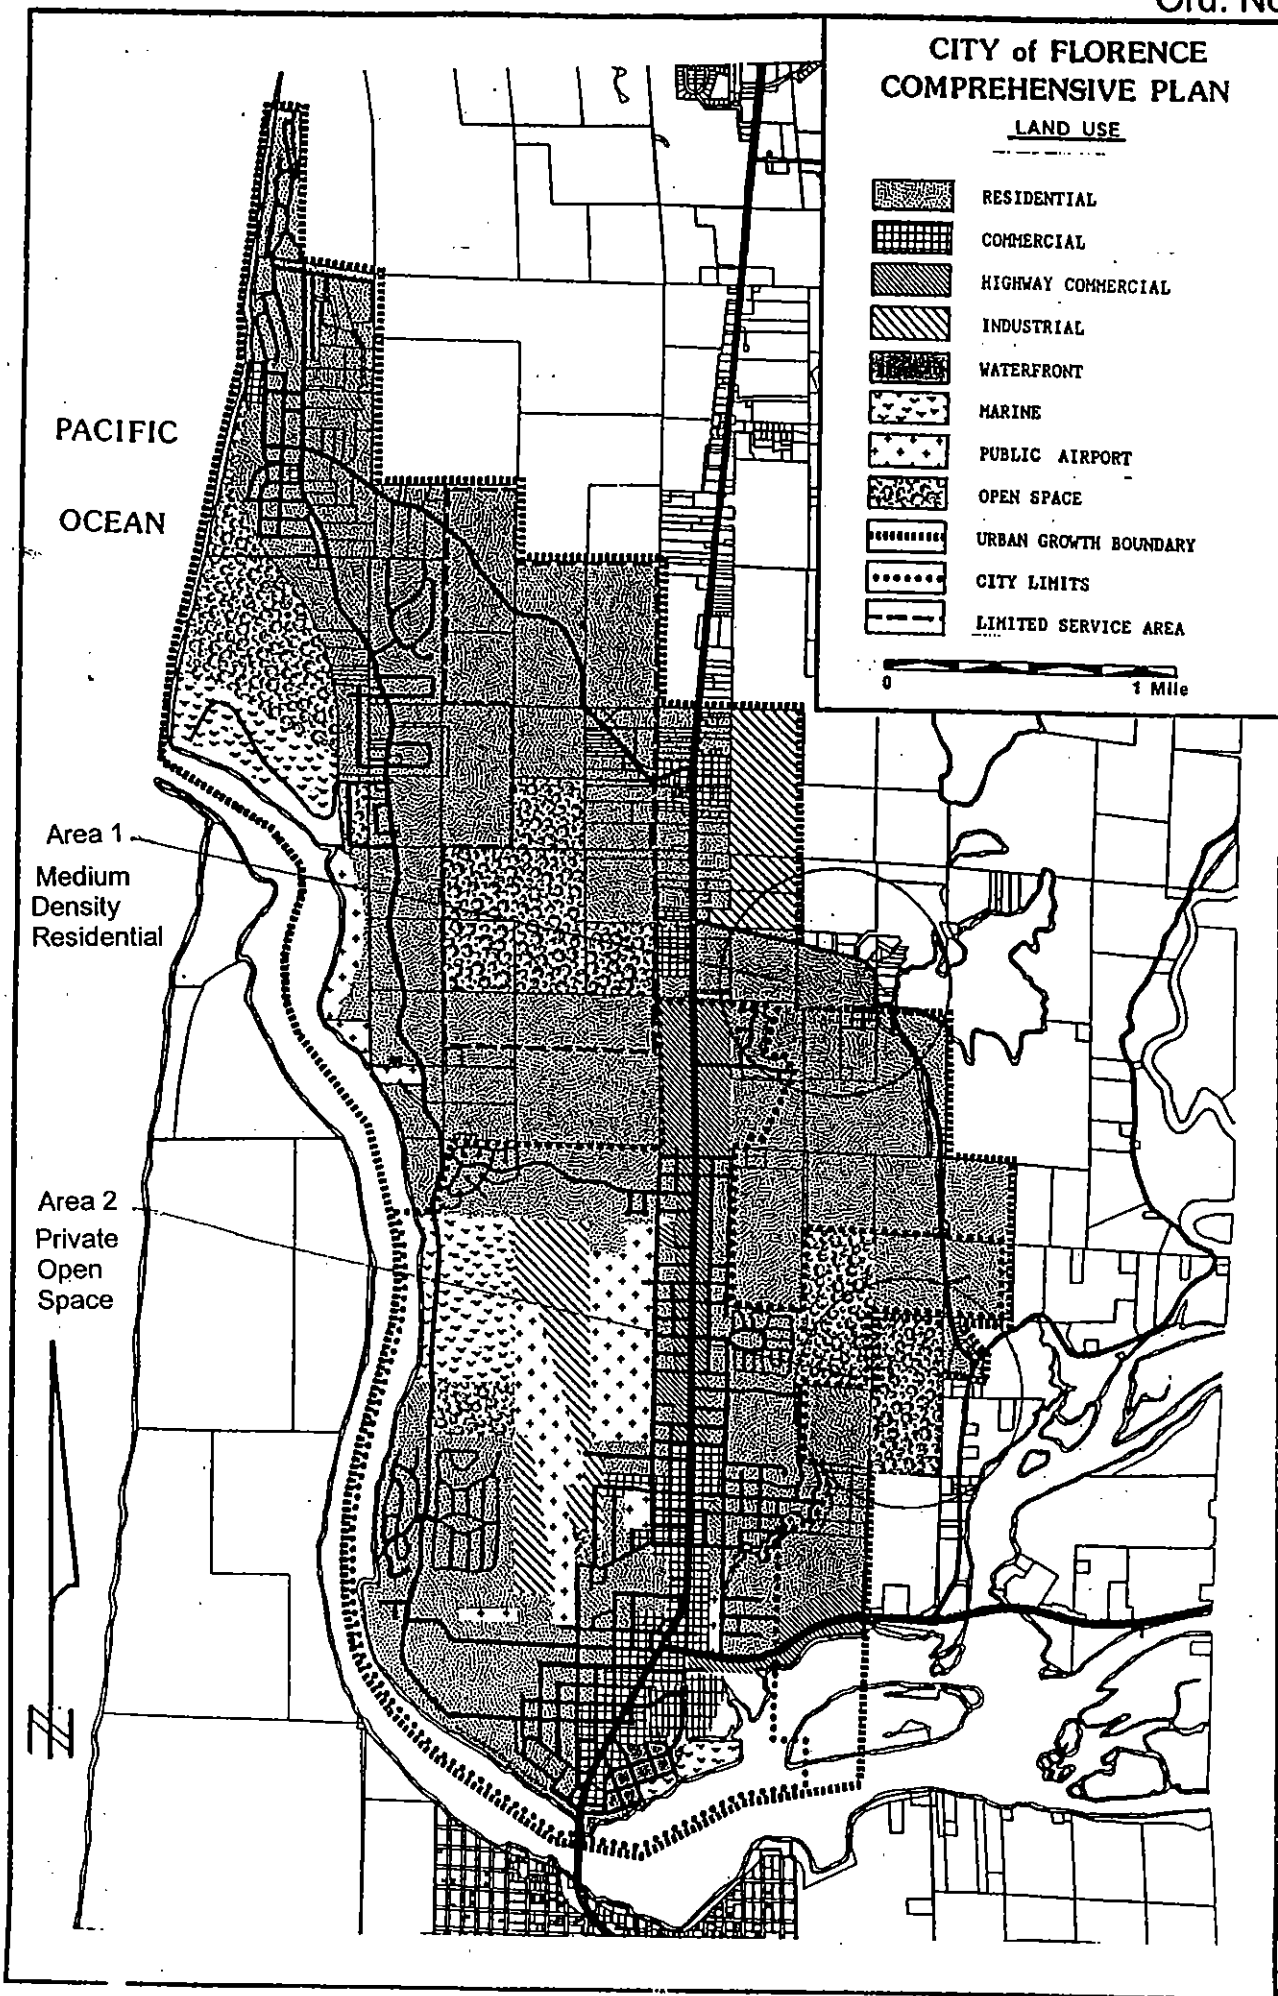 Ord. No
CITY of FLORENCE
COMPREHENSIVE PLAN
LAND USE
RESIDENTIAL
COMMERCIAL
HIGHWAY COMMERCIAL
INDUSTRIAL
WATERFRONT
MARINE
PUBLIC AIRPORT
OPEN SPACE
URBAN GROWTH BOUNDARY
CITY LIMITS
LIMITED SERVICE AREA
0 1 Mile
PACIFIC
OCEAN
Area 1
Medium
Density
Residential
Area 2
Private
Open
Space
N